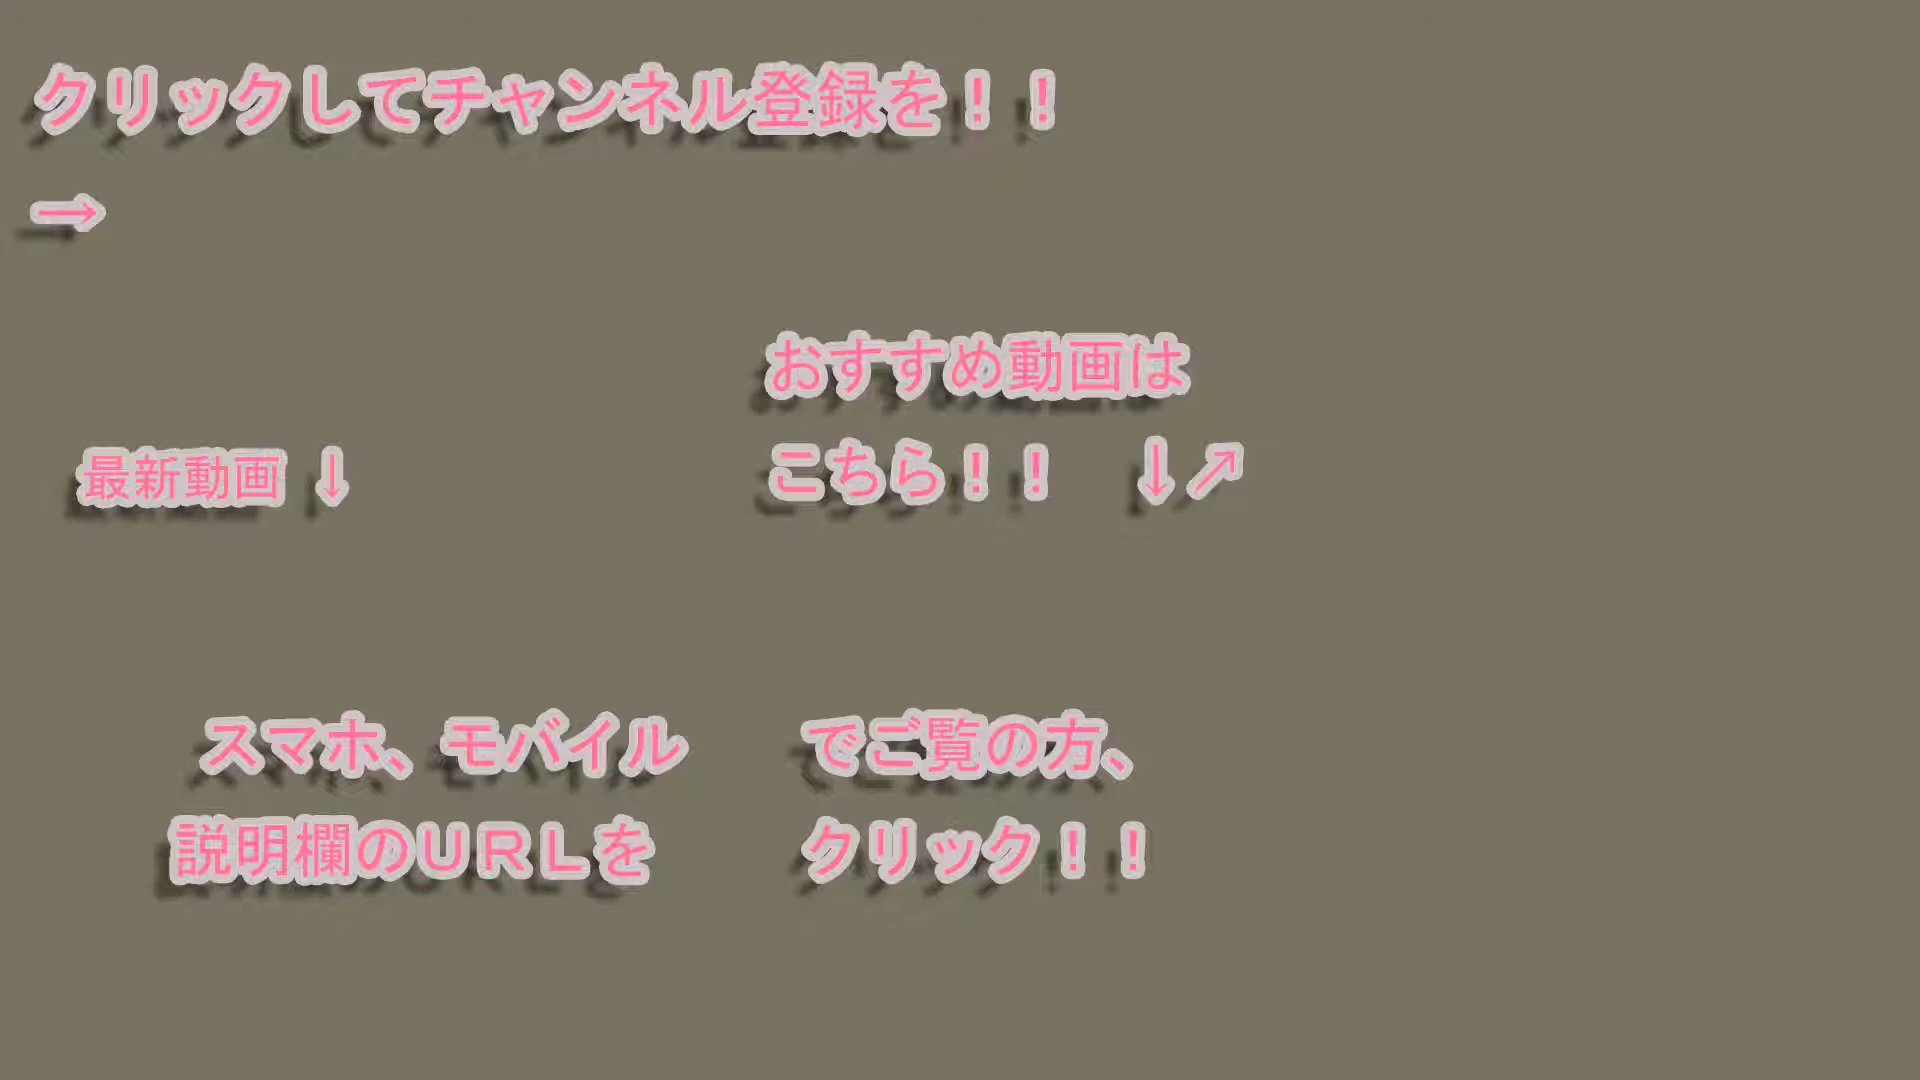 クリックしてチャンネル登録を！！
→
おすすめ動画は
こちら！！　↓↗
最新動画 ↓
スマホ、モバイル　でご覧の方、
説明欄のＵＲＬを　クリック！！